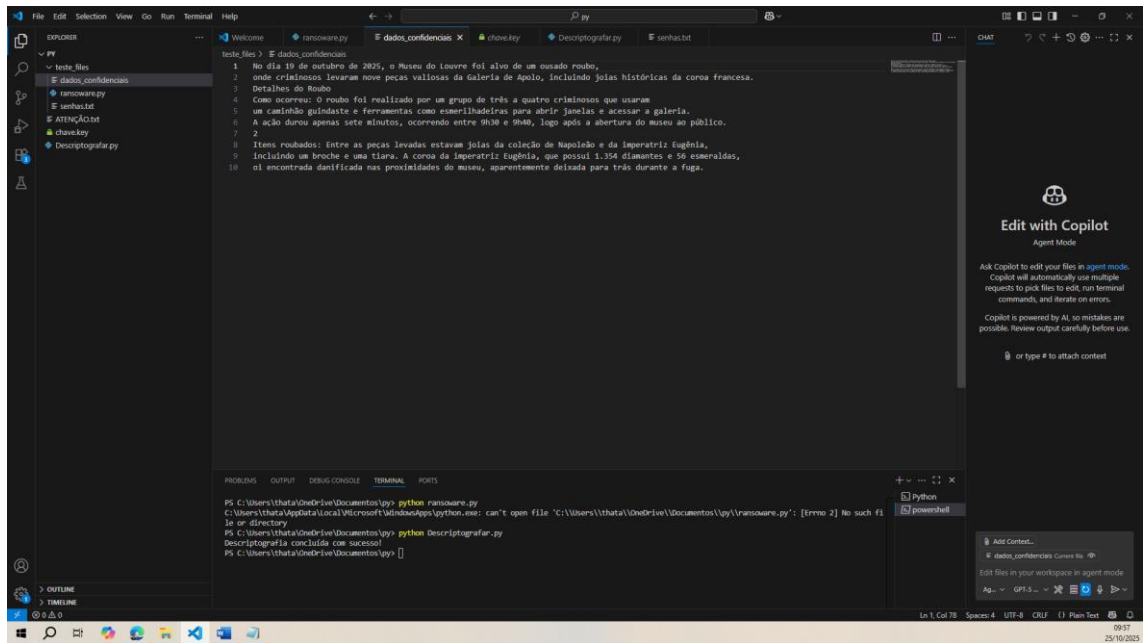 File Edit Selection View Go Run Terminal Help
py
EXPLORER
PY
teste_files
dados_confidenciais
ransoware.py
senhas.txt
ATENÇÃO.txt
chave.key
Descriptografar.py
OUTLINE
TIMELINE
Welcome ransoware.py dados_confidenciais chave.key Descriptografar.py senhas.txt
teste_files > dados_confidenciais
1 No dia 19 de outubro de 2025, o Museu do Louvre foi alvo de um ousado roubo,
2 onde criminosos levaram nove peças valiosas da Galeria de Apolo, incluindo joias históricas da coroa francesa.
3 Detalhes do Roubo
4 Como ocorreu: O roubo foi realizado por um grupo de três a quatro criminosos que usaram
5 um caminhão guindaste e ferramentas como esmerilhadeiras para abrir janelas e acessar a galeria.
6 A ação durou apenas sete minutos, ocorrendo entre 9h30 e 9h40, logo após a abertura do museu ao público.
7 2
8 Itens roubados: Entre as peças levadas estavam joias da coleção de Napoleão e da imperatriz Eugênia,
9 incluindo um broche e uma tiara. A coroa da imperatriz Eugênia, que possui 1.354 diamantes e 56 esmeraldas,
10 oi encontrada danificada nas proximidades do museu, aparentemente deixada para trás durante a fuga.
PROBLEMS OUTPUT DEBUG CONSOLE TERMINAL PORTS
PS C:\Users\thata\OneDrive\Documentos\py> python ransoware.py
C:\Users\thata\AppData\Local\Microsoft\WindowsApps\python.exe: can't open file 'C:\\Users\\thata\\OneDrive\\Documentos\\py\\ransoware.py': [Errno 2] No such fi
le or directory
PS C:\Users\thata\OneDrive\Documentos\py> python Descriptografar.py
Descriptografia concluída com sucesso!
PS C:\Users\thata\OneDrive\Documentos\py>
Python
powershell
CHAT
Edit with Copilot
Agent Mode
Ask Copilot to edit your files in agent mode.
Copilot will automatically use multiple
requests to pick files to edit, run terminal
commands, and iterate on errors.
Copilot is powered by AI, so mistakes are
possible. Review output carefully before use.
or type # to attach context
Add Context...
dados_confidenciais Current file
Edit files in your workspace in agent mode
Ag... GPT-5 ...
0 0 0
Ln 1, Col 78 Spaces: 4 UTF-8 CRLF {} Plain Text
09:57
25/10/2025